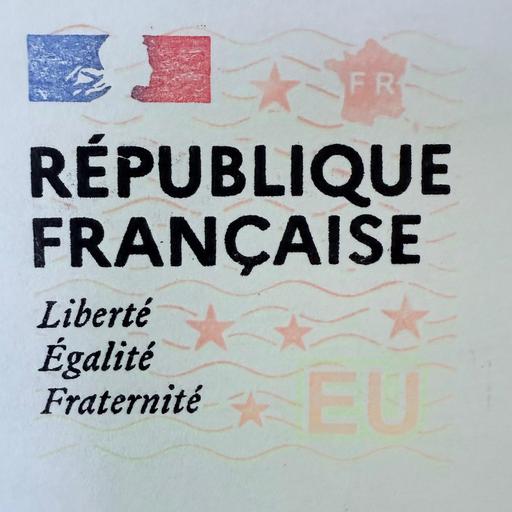 FR
RÉPUBLIQUE
FRANÇAISE
Liberté
Égalité
Fraternité
EU